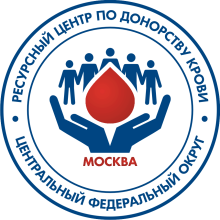 РЕСУРСНЫЙ ЦЕНТР ПО ДОНОРСТВУ КРОВИ
МОСКВА
ЦЕНТРАЛЬНЫЙ ФЕДЕРАЛЬНЫЙ ОКРУГ